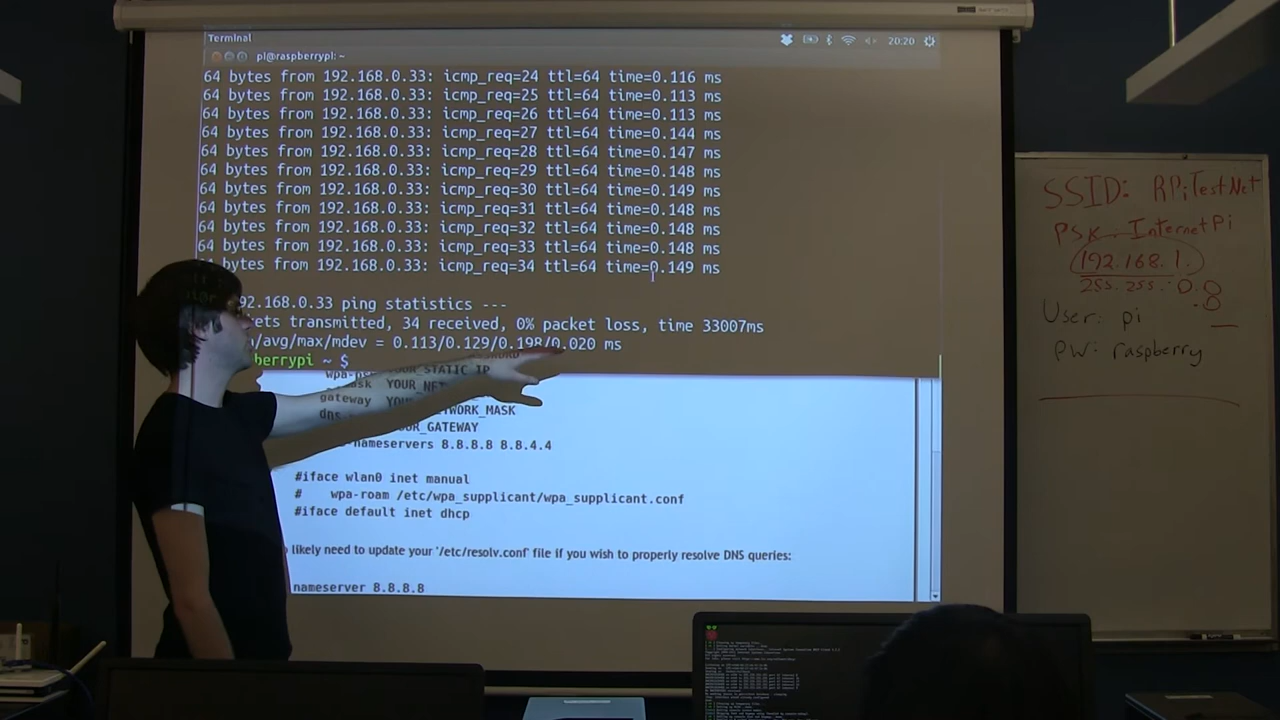 Terminal
20:20
pi@raspberrypi: ~
64 bytes from 192.168.0.33: icmp_req=24 ttl=64 time=0.116 ms
64 bytes from 192.168.0.33: icmp_req=25 ttl=64 time=0.113 ms
64 bytes from 192.168.0.33: icmp_req=26 ttl=64 time=0.113 ms
64 bytes from 192.168.0.33: icmp_req=27 ttl=64 time=0.144 ms
64 bytes from 192.168.0.33: icmp_req=28 ttl=64 time=0.147 ms
64 bytes from 192.168.0.33: icmp_req=29 ttl=64 time=0.148 ms
64 bytes from 192.168.0.33: icmp_req=30 ttl=64 time=0.149 ms
64 bytes from 192.168.0.33: icmp_req=31 ttl=64 time=0.148 ms
64 bytes from 192.168.0.33: icmp_req=32 ttl=64 time=0.148 ms
64 bytes from 192.168.0.33: icmp_req=33 ttl=64 time=0.148 ms
bytes from 192.168.0.33: icmp_req=34 ttl=64 time=0.149 ms
92.168.0.33 ping statistics ---
ets transmitted, 34 received, 0% packet loss, time 33007ms
/avg/max/mdev = 0.113/0.129/0.198/0.020 ms
berrypi ~ $
YOUR_STATIC_IP
gateway
YOUR_NET
NETWORK_MASK
YOUR_GATEWAY
nameservers 8.8.8.8 8.8.4.4
#iface wlan0 inet manual
# wpa-roam /etc/wpa_supplicant/wpa_supplicant.conf
#iface default inet dhcp
likely need to update your '/etc/resolv.conf' file if you wish to properly resolve DNS queries:
nameserver 8.8.8.8
SSID: RPiTestNet
PSK: InternetPi
192.168.1.
255.255.0.0
User: pi
PW: raspberry